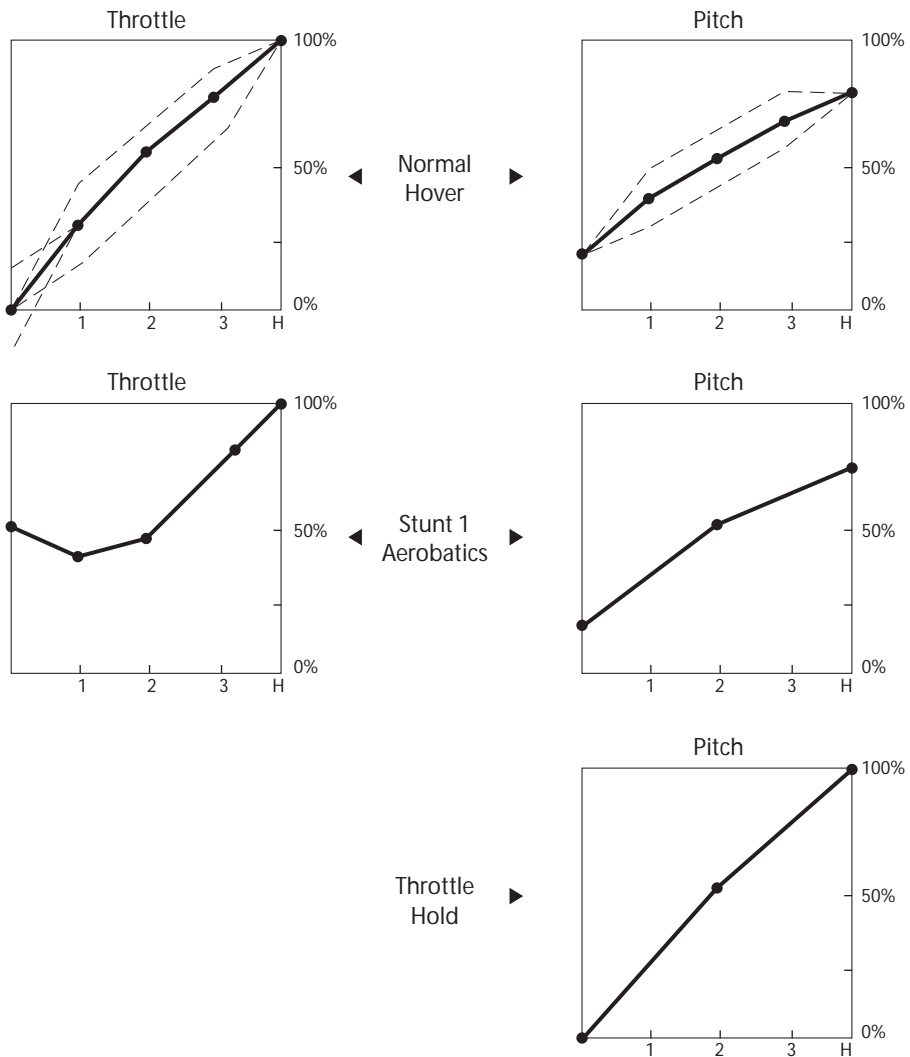 Throttle
100%
50%
0%
1 2 3 H
Normal
Hover
Pitch
100%
50%
0%
1 2 3 H
Throttle
100%
50%
0%
1 2 3 H
Stunt 1
Aerobatics
Pitch
100%
50%
0%
1 2 3 H
Throttle
Hold
Pitch
100%
50%
0%
1 2 3 H